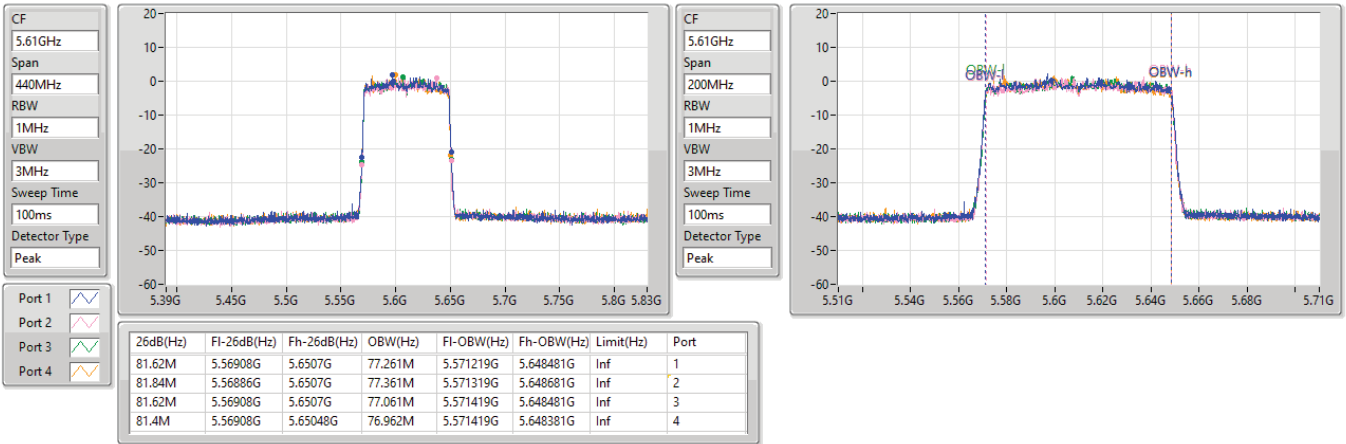 CF
5.61GHz
Span
440MHz
RBW
1MHz
VBW
3MHz
Sweep Time
100ms
Detector Type
Peak
20
10
0
-10
-20
-30
-40
-50
-60
5.39G 5.45G 5.5G 5.55G 5.6G 5.65G 5.7G 5.75G 5.8G 5.83G
CF
5.61GHz
Span
200MHz
RBW
1MHz
VBW
3MHz
Sweep Time
100ms
Detector Type
Peak
20
10
0
-10
-20
-30
-40
-50
-60
OBW-l
OBW-h
5.51G 5.54G 5.56G 5.58G 5.6G 5.62G 5.64G 5.66G 5.68G 5.71G
Port 1
Port 2
Port 3
Port 4
26dB(Hz) Fl-26dB(Hz) Fh-26dB(Hz) OBW(Hz) Fl-OBW(Hz) Fh-OBW(Hz) Limit(Hz) Port
81.62M 5.56908G 5.6507G 77.261M 5.571219G 5.648481G Inf 1
81.84M 5.56886G 5.6507G 77.361M 5.571319G 5.648681G Inf 2
81.62M 5.56908G 5.6507G 77.061M 5.571419G 5.648481G Inf 3
81.4M 5.56908G 5.65048G 76.962M 5.571419G 5.648381G Inf 4